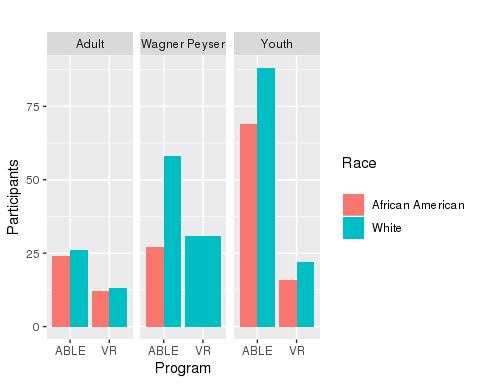 Adult
Wagner Peyser
Youth
75
50
25
0
Participants
ABLE VR ABLE VR ABLE VR
Program
Race
African American
White